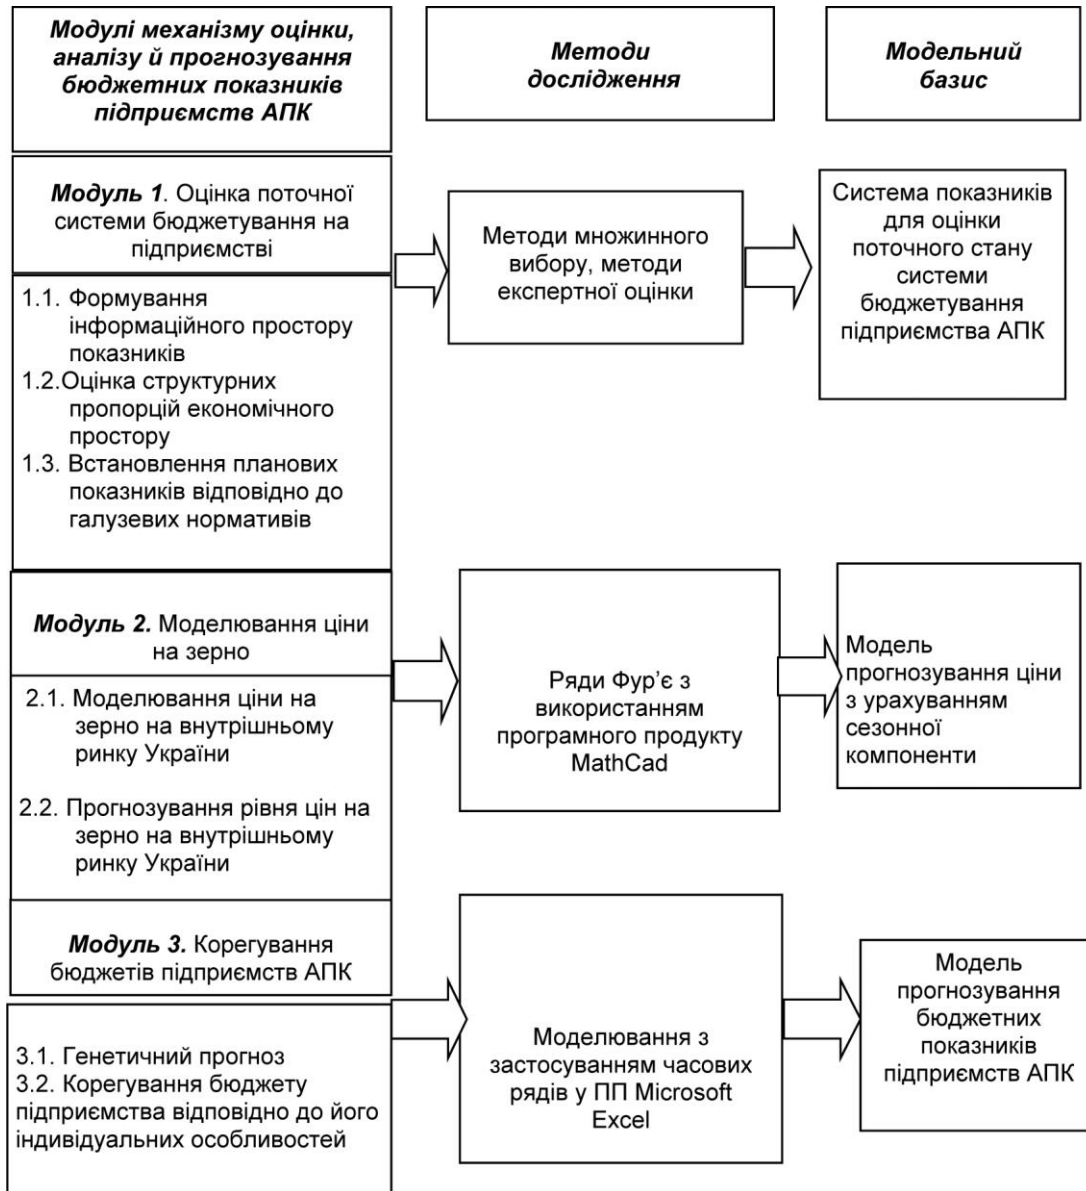 Модулі механізму оцінки,
аналізу й прогнозування
бюджетних показників
підприємств АПК
Методи
дослідження
Модельний
базис
Модуль 1. Оцінка поточної
системи бюджетування на
підприємстві
1.1. Формування
інформаційного простору
показників
1.2.Оцінка структурних
пропорцій економічного
простору
1.3. Встановлення планових
показників відповідно до
галузевих нормативів
Методи множинного
вибору, методи
експертної оцінки
Система показників
для оцінки
поточного стану
системи
бюджетування
підприємства АПК
Модуль 2. Моделювання ціни
на зерно
2.1. Моделювання ціни на
зерно на внутрішньому
ринку України
2.2. Прогнозування рівня цін на
зерно на внутрішньому
ринку України
Ряди Фур’є з
використанням
програмного продукту
MathCad
Модель
прогнозування ціни
з урахуванням
сезонної
компоненти
Модуль 3. Корегування
бюджетів підприємств АПК
3.1. Генетичний прогноз
3.2. Корегування бюджету
підприємства відповідно до його
індивідуальних особливостей
Моделювання з
застосуванням часових
рядів у ПП Microsoft
Excel
Модель
прогнозування
бюджетних
показників
підприємств АПК